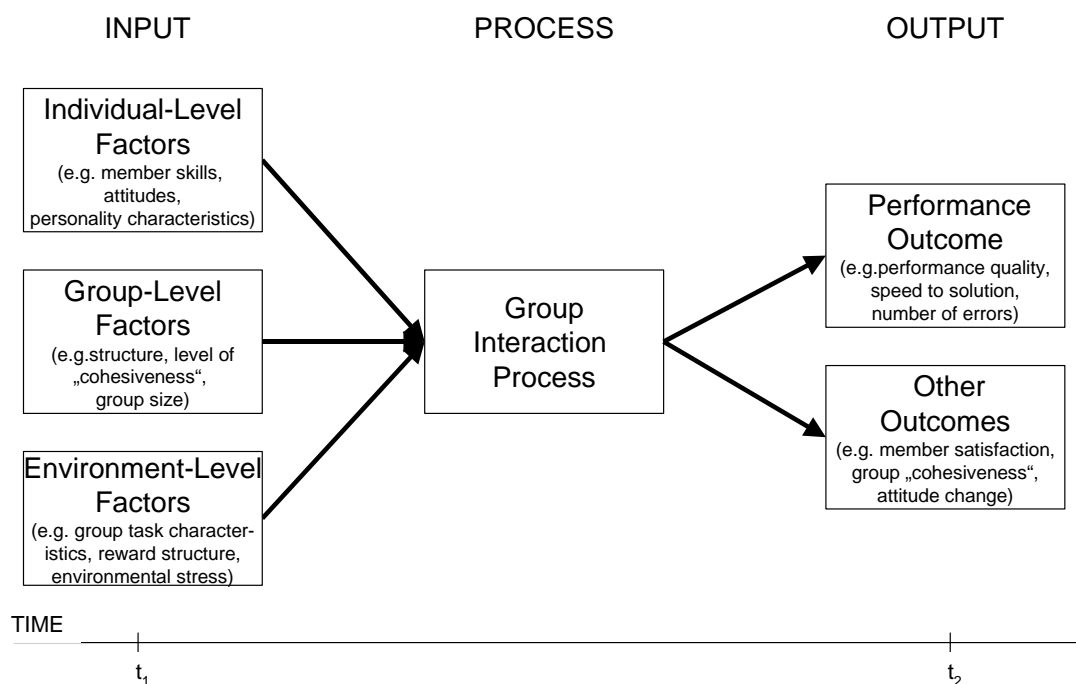 INPUT
PROCESS
OUTPUT
Individual-Level
Factors
(e.g. member skills,
attitudes,
personality characteristics)
Group-Level
Factors
(e.g.structure, level of
„cohesiveness“,
group size)
Environment-Level
Factors
(e.g. group task character-
istics, reward structure,
environmental stress)
Group
Interaction
Process
Performance
Outcome
(e.g.performance quality,
speed to solution,
number of errors)
Other
Outcomes
(e.g. member satisfaction,
group „cohesiveness“,
attitude change)
TIME
t1
t2